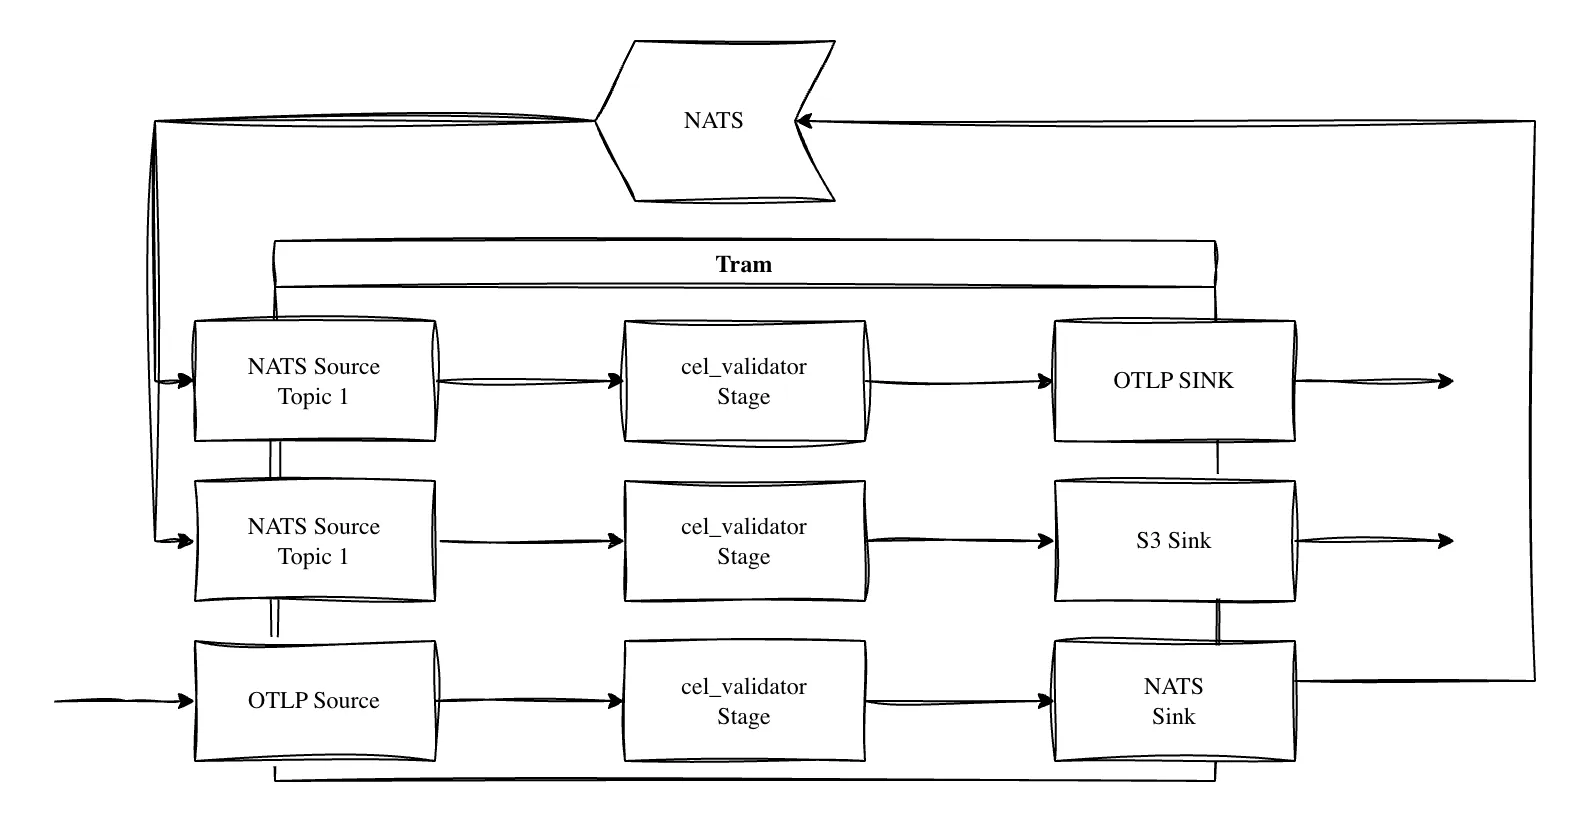 NATS
Tram
NATS Source
Topic 1
cel_validator
Stage
OTLP SINK
NATS Source
Topic 1
cel_validator
Stage
S3 Sink
OTLP Source
cel_validator
Stage
NATS
Sink